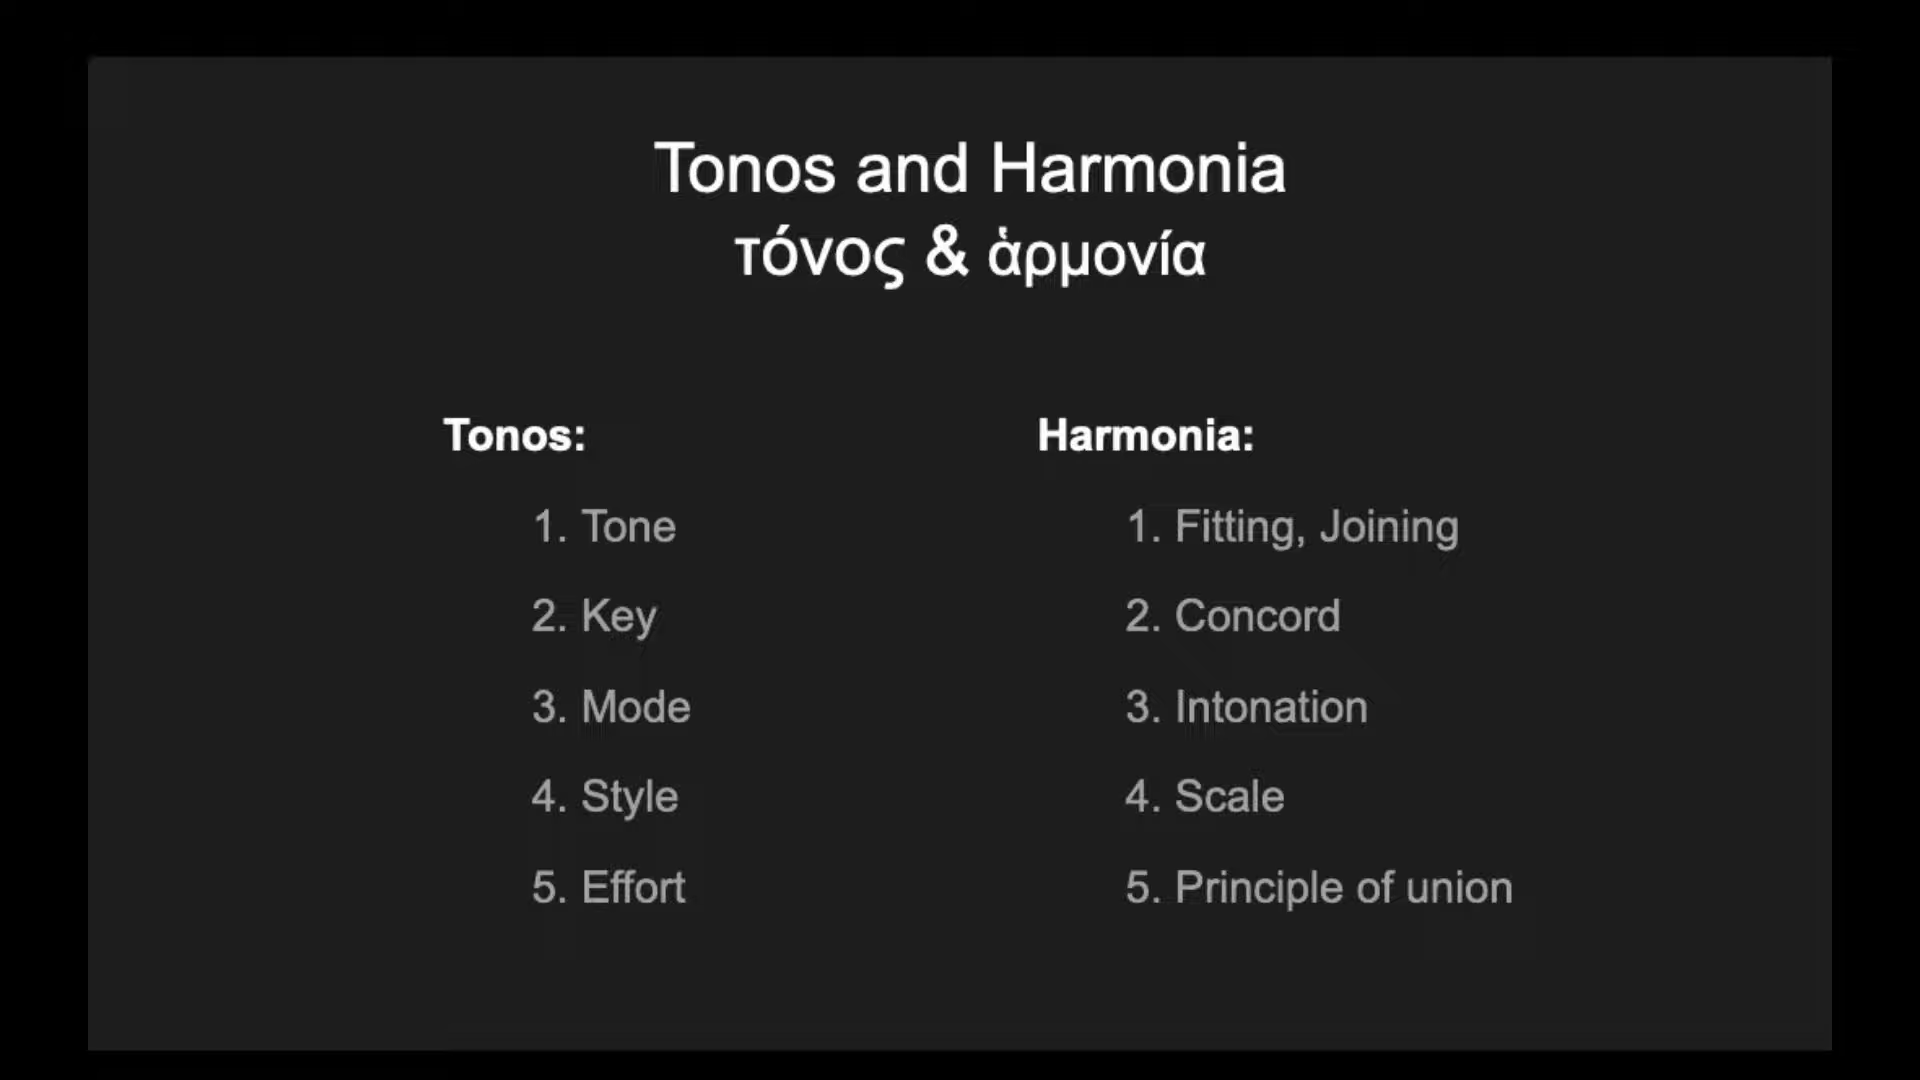 Tonos and Harmonia
τόνος & ἁρμονία
Tonos:
1. Tone
2. Key
3. Mode
4. Style
5. Effort
Harmonia:
1. Fitting, Joining
2. Concord
3. Intonation
4. Scale
5. Principle of union